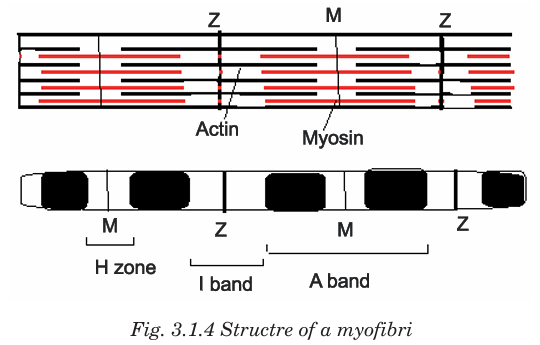 Z M Z
Actin
Myosin
M Z M Z
H zone
I band
A band
Fig. 3.1.4 Structre of a myofibri